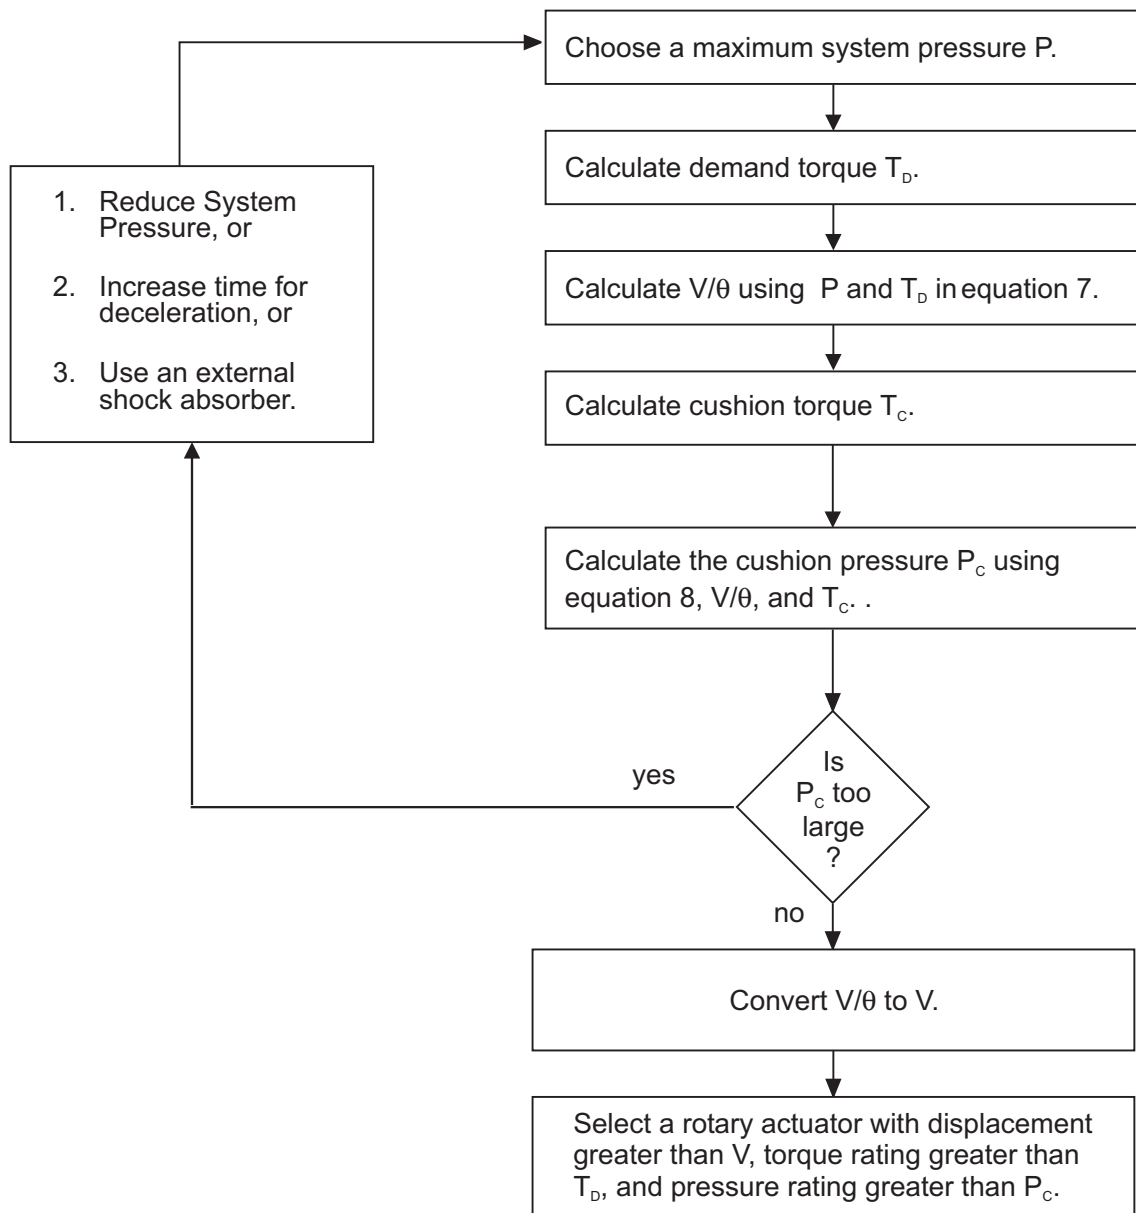 Choose a maximum system pressure P.
Calculate demand torque T_D.
Calculate V/θ using P and T_D in equation 7.
Calculate cushion torque T_C.
Calculate the cushion pressure P_C using
equation 8, V/θ, and T_C. .
Is
P_C too
large
?
yes
1. Reduce System
Pressure, or
2. Increase time for
deceleration, or
3. Use an external
shock absorber.
no
Convert V/θ to V.
Select a rotary actuator with displacement
greater than V, torque rating greater than
T_D, and pressure rating greater than P_C.